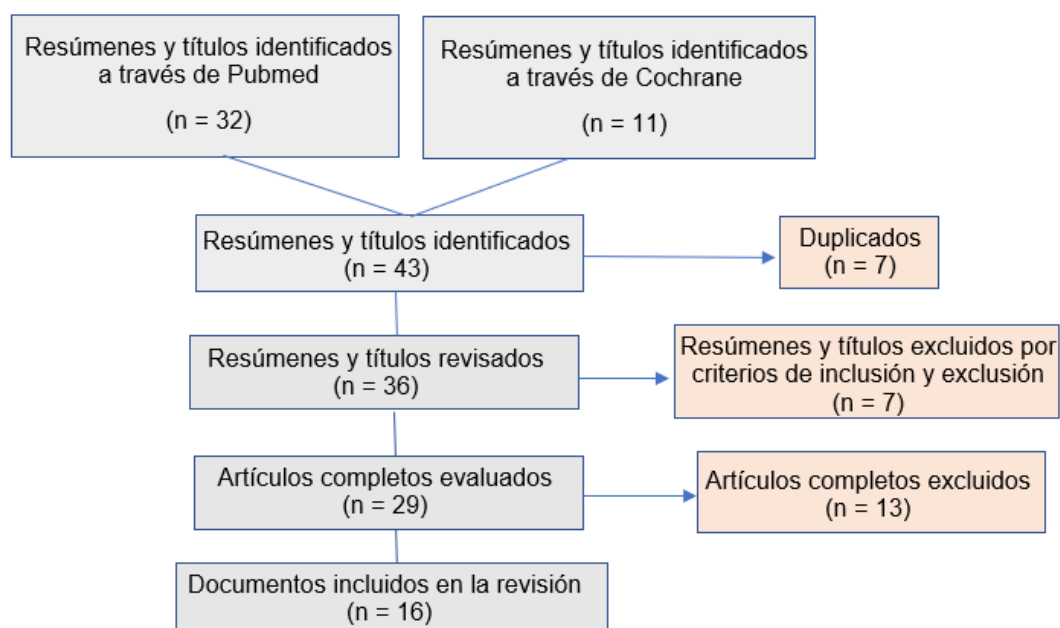 Resúmenes y títulos identificados
a través de Pubmed
(n = 32)
Resúmenes y títulos identificados
a través de Cochrane
(n = 11)
Resúmenes y títulos identificados
(n = 43)
Duplicados
(n = 7)
Resúmenes y títulos revisados
(n = 36)
Resúmenes y títulos excluidos por
criterios de inclusión y exclusión
(n = 7)
Artículos completos evaluados
(n = 29)
Artículos completos excluidos
(n = 13)
Documentos incluidos en la revisión
(n = 16)